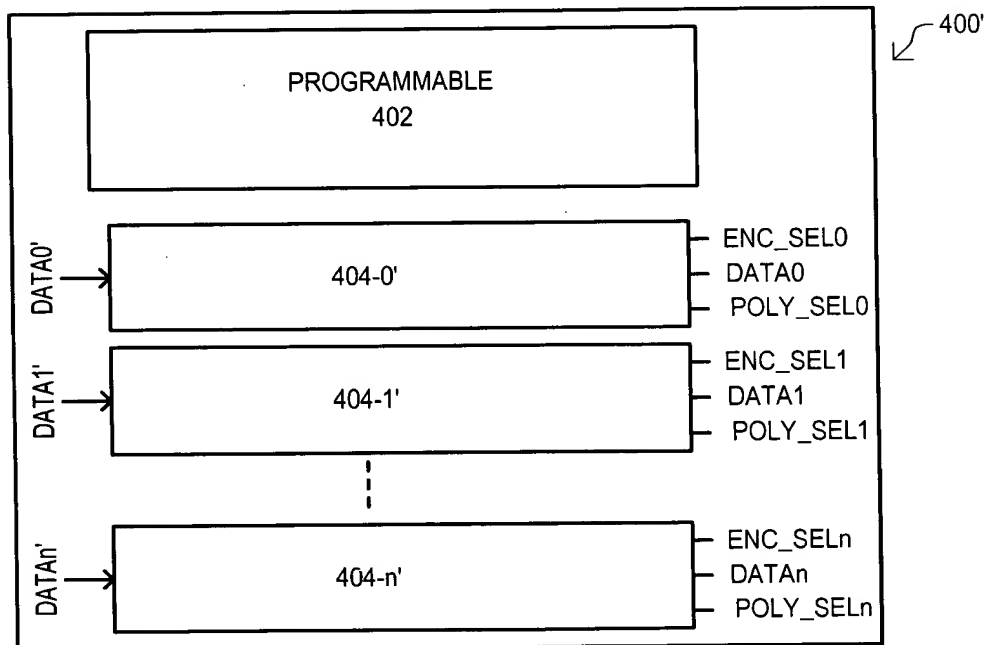 400'
PROGRAMMABLE
402
DATA0'
404-0'
ENC_SEL0
DATA0
POLY_SEL0
DATA1'
404-1'
ENC_SEL1
DATA1
POLY_SEL1
DATAn'
404-n'
ENC_SELn
DATAn
POLY_SELn